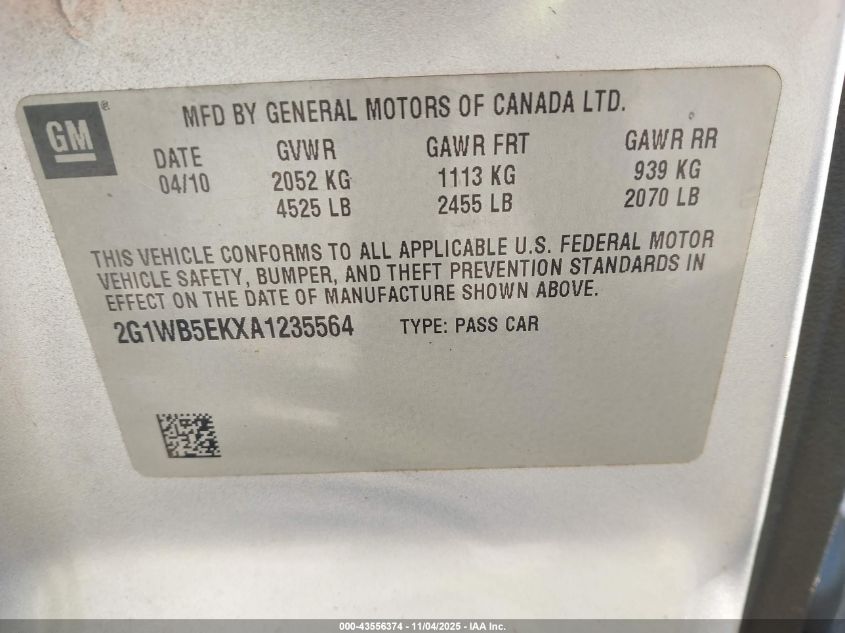 GM®
MFD BY GENERAL MOTORS OF CANADA LTD.
DATE GVWR GAWR FRT GAWR RR
04/10 2052 KG 1113 KG 939 KG
4525 LB 2455 LB 2070 LB
THIS VEHICLE CONFORMS TO ALL APPLICABLE U.S. FEDERAL MOTOR
VEHICLE SAFETY, BUMPER, AND THEFT PREVENTION STANDARDS IN
EFFECT ON THE DATE OF MANUFACTURE SHOWN ABOVE.
2G1WB5EKXA1235564 TYPE: PASS CAR
000-43556374 - 11/04/2025 - IAA Inc.